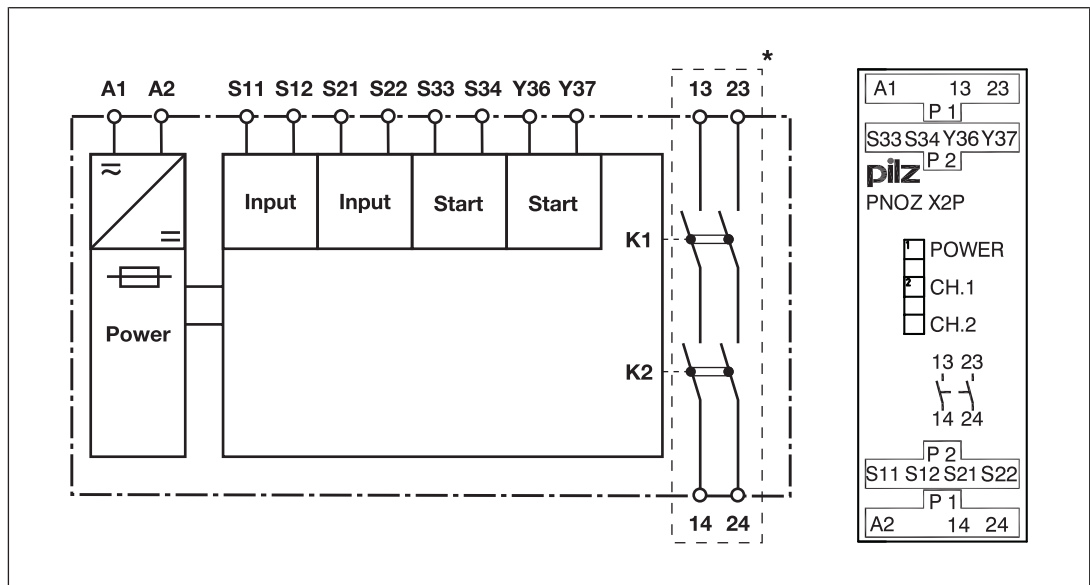 *
A1 A2 S11 S12 S21 S22 S33 S34 Y36 Y37 13 23
Input Input Start Start
K1
Power
K2
14 24
A1 13 23
P 1
S33 S34 Y36 Y37
P 2
pilz
PNOZ X2P
1 POWER
2 CH.1
CH.2
13 23
14 24
P 2
S11 S12 S21 S22
P 1
A2 14 24